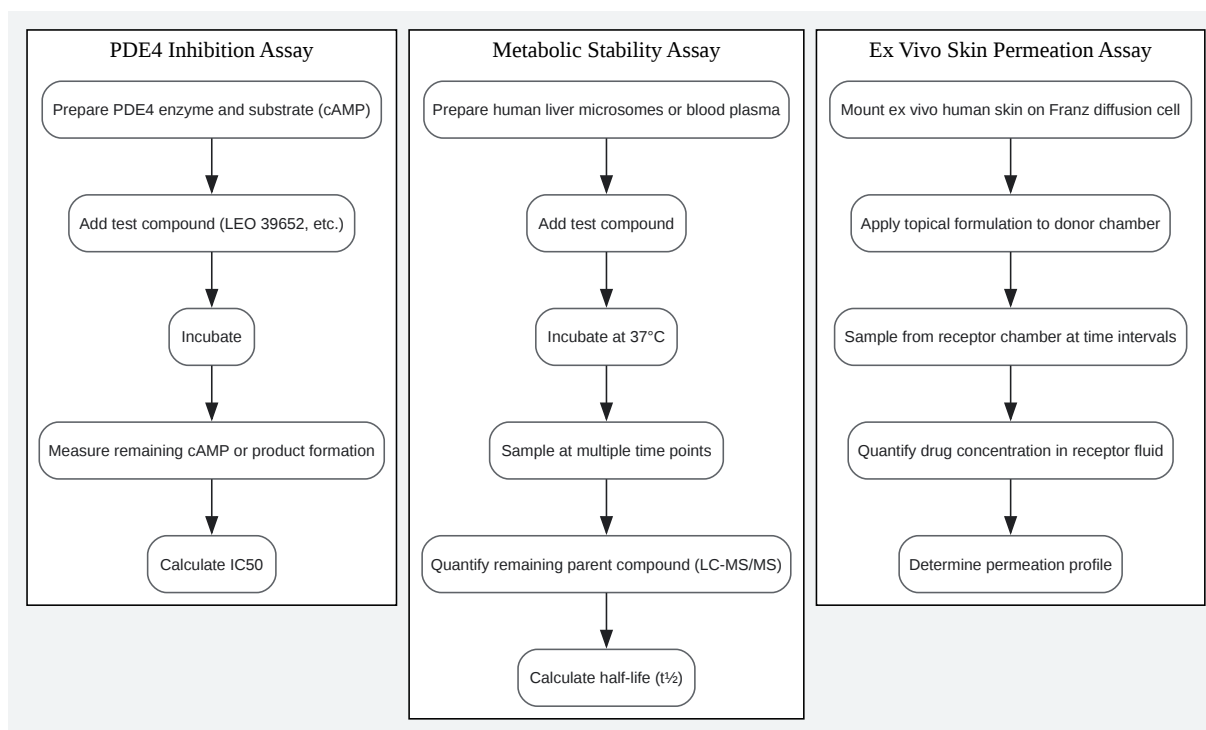 PDE4 Inhibition Assay
Prepare PDE4 enzyme and substrate (cAMP)
Add test compound (LEO 39652, etc.)
Incubate
Measure remaining cAMP or product formation
Calculate IC50
Metabolic Stability Assay
Prepare human liver microsomes or blood plasma
Add test compound
Incubate at 37°C
Sample at multiple time points
Quantify remaining parent compound (LC-MS/MS)
Calculate half-life (t½)
Ex Vivo Skin Permeation Assay
Mount ex vivo human skin on Franz diffusion cell
Apply topical formulation to donor chamber
Sample from receptor chamber at time intervals
Quantify drug concentration in receptor fluid
Determine permeation profile